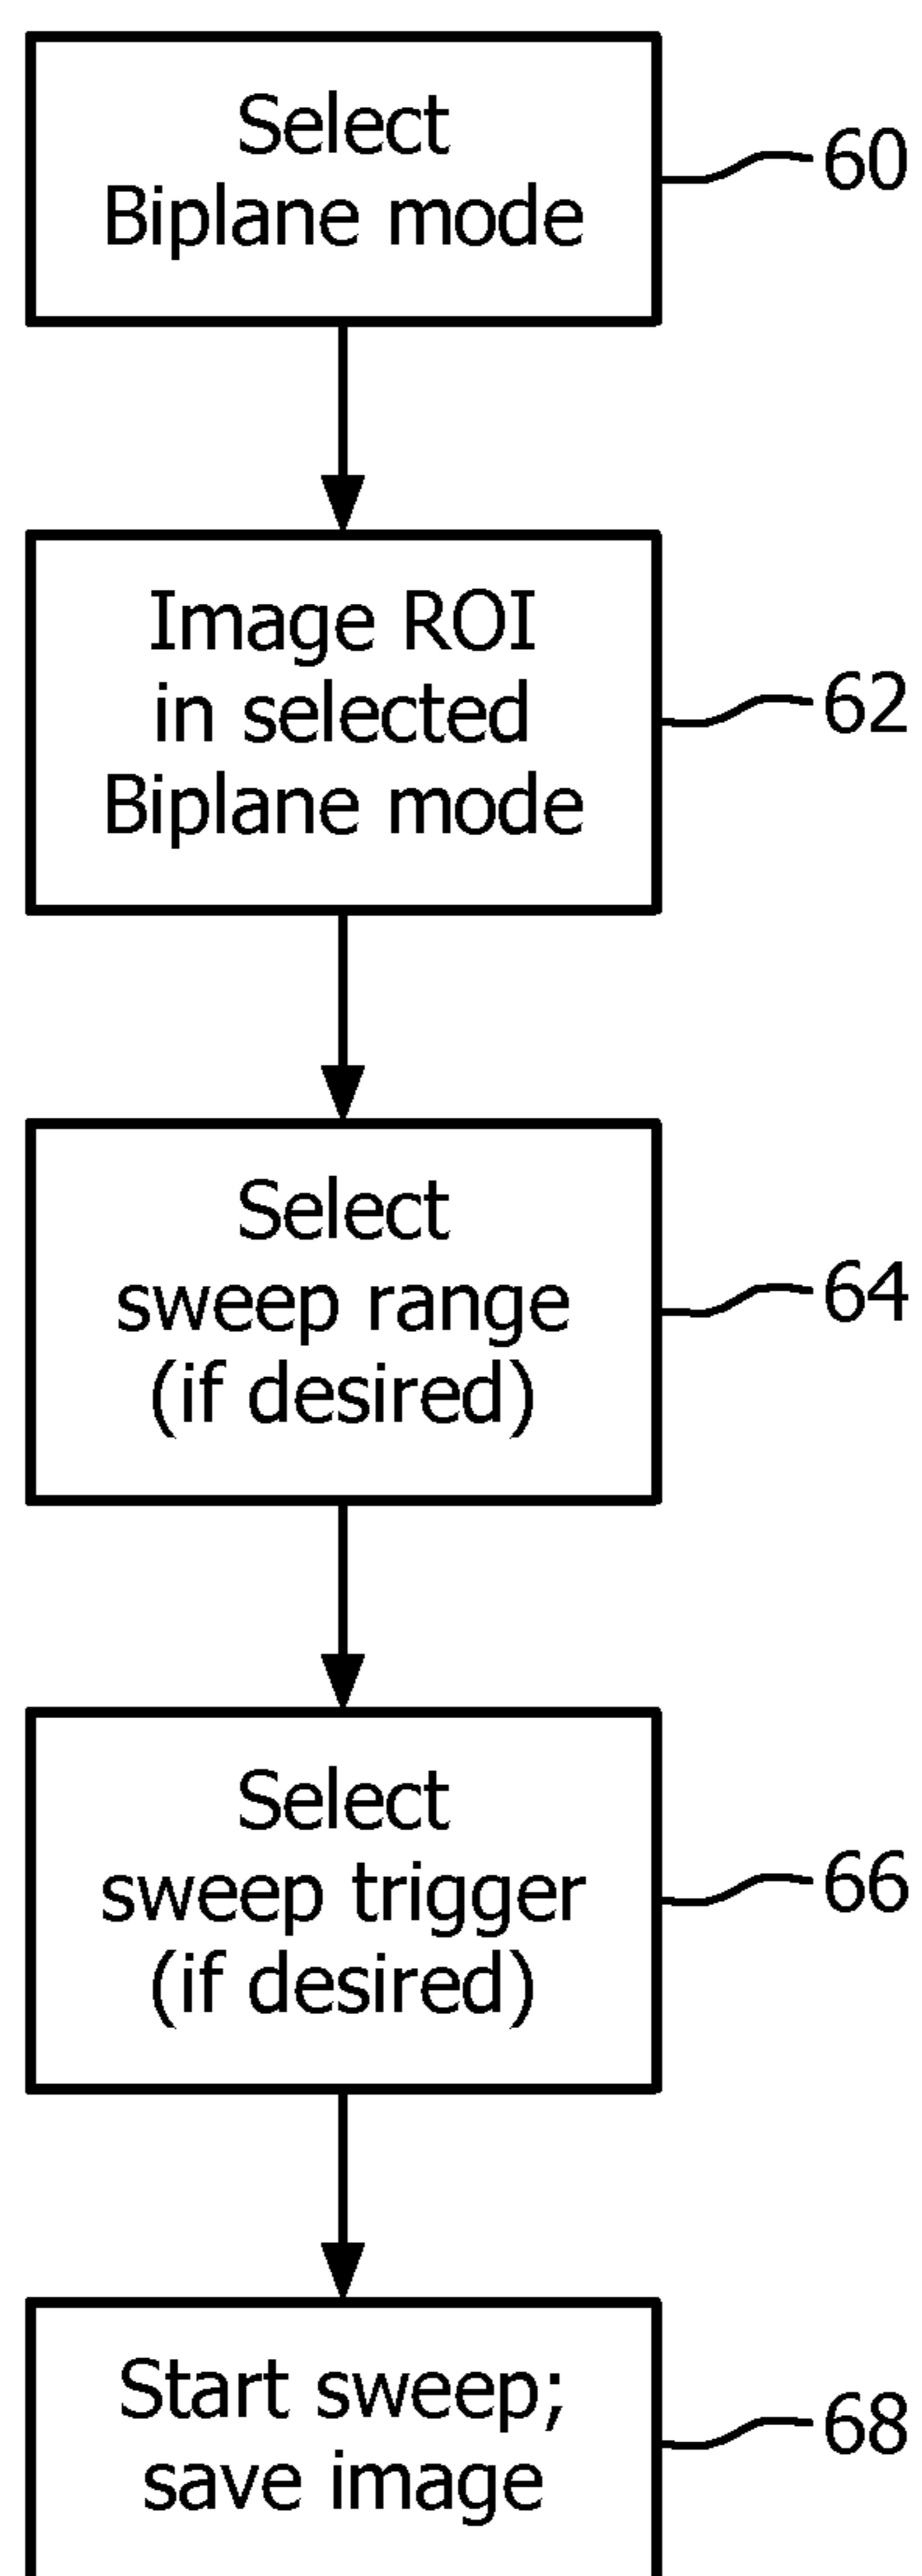 Select
Biplane mode
60
Image ROI
in selected
Biplane mode
62
Select
sweep range
(if desired)
64
Select
sweep trigger
(if desired)
66
Start sweep;
save image
68